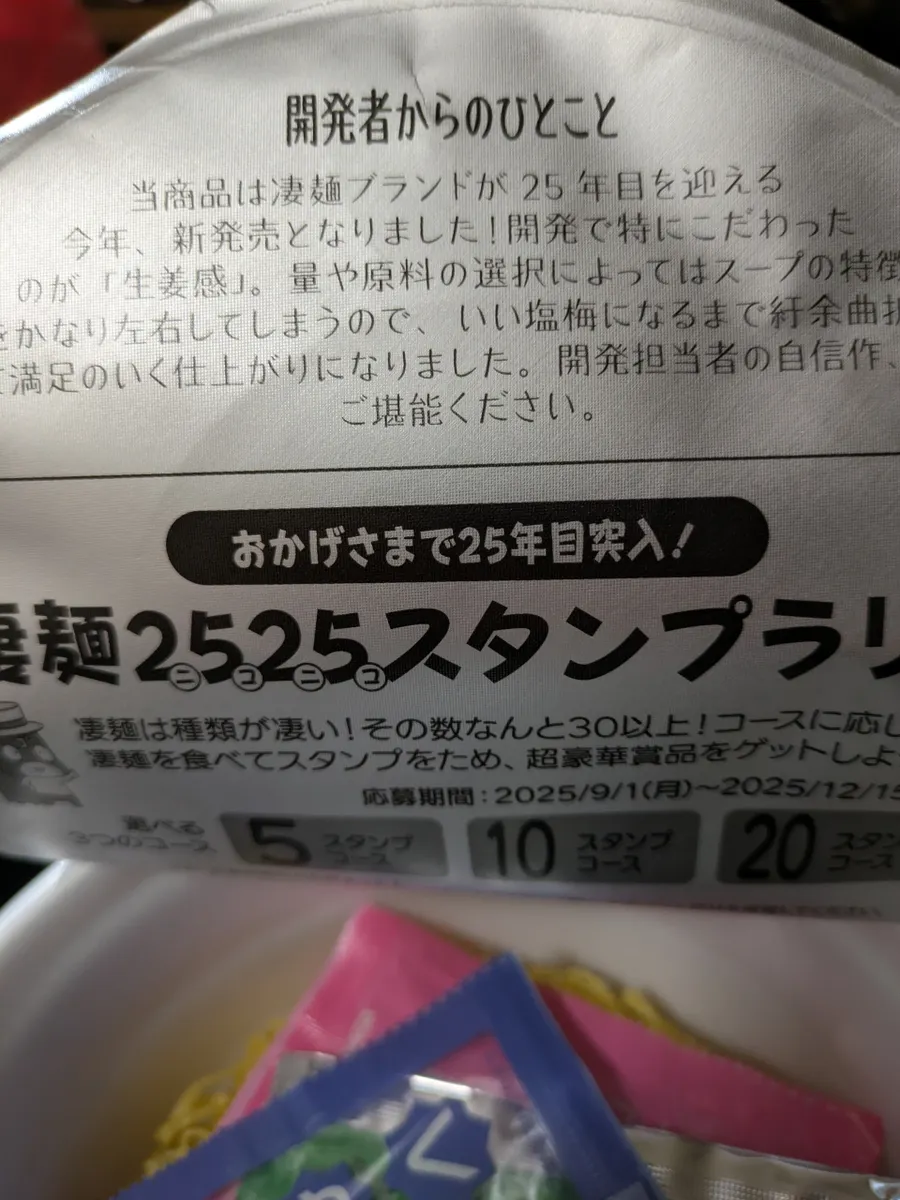 開発者からのひとこと
当商品は凄麺ブランドが25年目を迎える
今年、新発売となりました!開発で特にこだわった
のが「生姜感」。量や原料の選択によってはスープの特徴
をかなり左右してしまうので、いい塩梅になるまで紆余曲折
満足のいく仕上がりになりました。開発担当者の自信作、
ご堪能ください。
おかげさまで25年目突入!
凄麺2525スタンプラリ
ニコニコ
凄麺は種類が凄い!その数なんと30以上!コースに応じ
凄麺を食べてスタンプをため、超豪華賞品をゲットしよ
応募期間:2025/9/1(月)~2025/12/15
選べる
3つのコース
5 スタンプ
コース
10 スタンプ
コース
20 スタン
コース